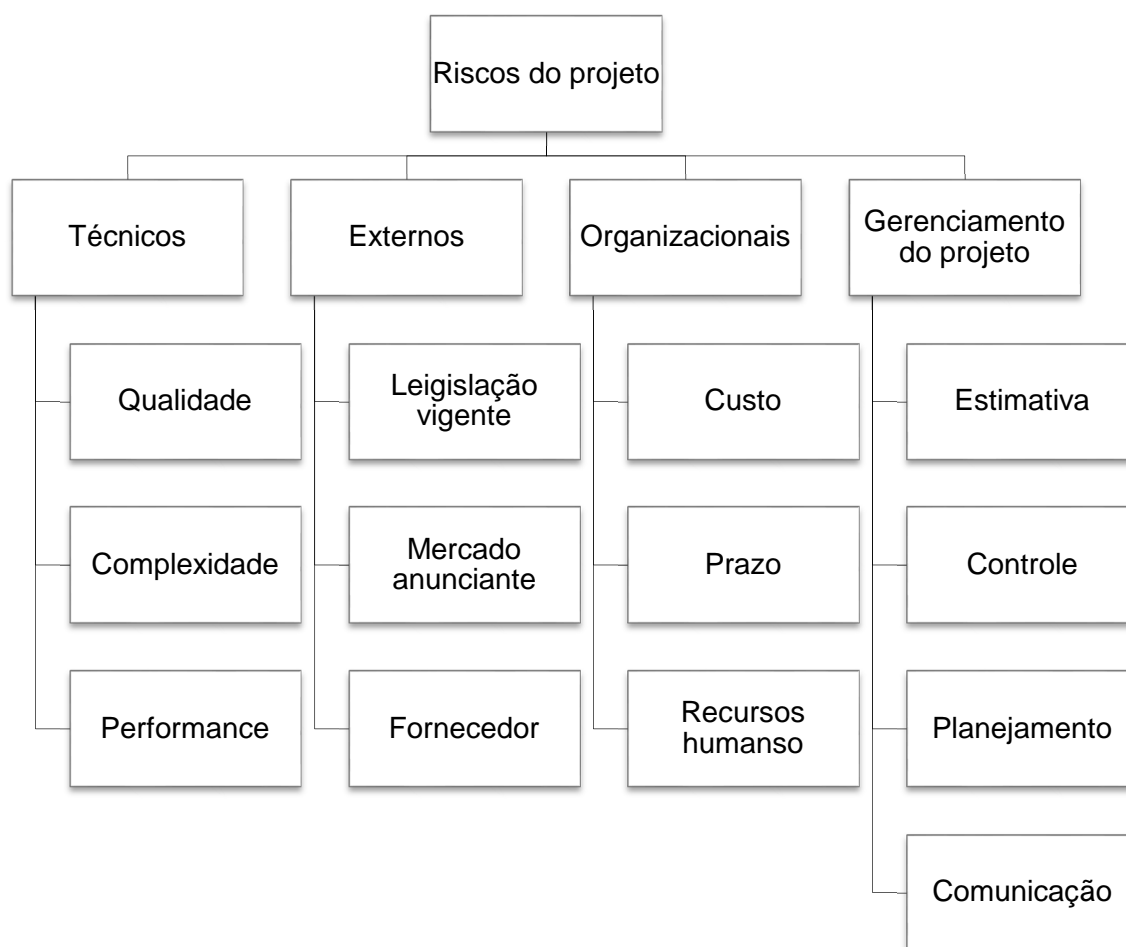 Riscos do projeto
Técnicos
Externos
Organizacionais
Gerenciamento
do projeto
Qualidade
Leigislação
vigente
Custo
Estimativa
Complexidade
Mercado
anunciante
Prazo
Controle
Performance
Fornecedor
Recursos
humanso
Planejamento
Comunicação